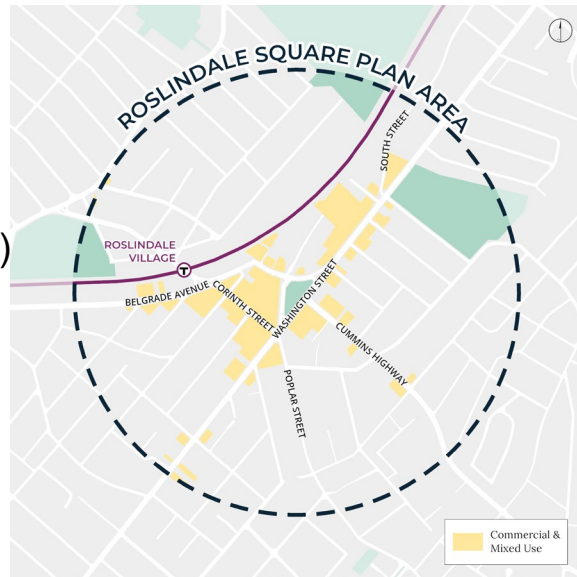 ROSLINDALE SQUARE PLAN AREA
SOUTH STREET
)
ROSLINDALE
VILLAGE
T
BELGRADE AVENUE
CORINTH STREET
WASHINGTON STREET
CUMMINS HIGHWAY
POPLAR STREET
Commercial &
Mixed Use